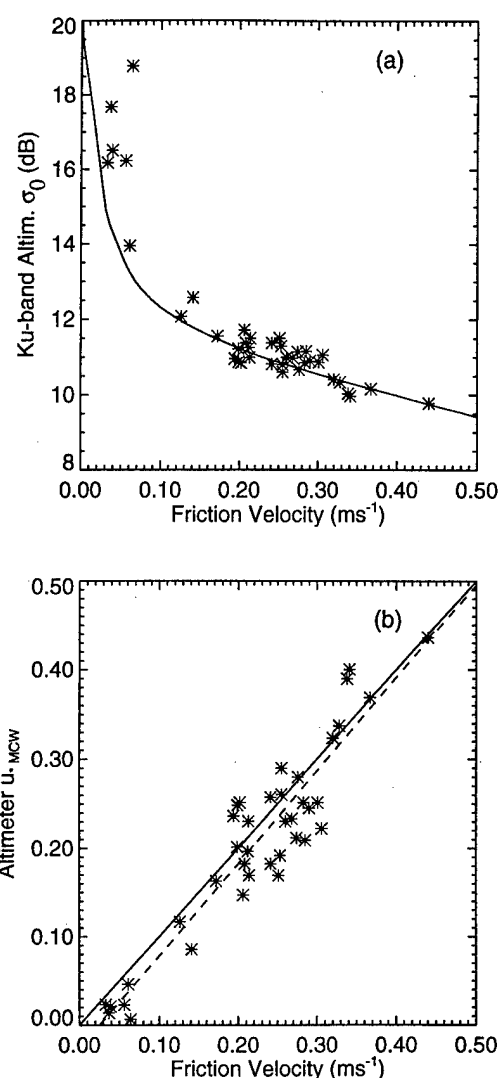 20
(a)
18
16
14
12
10
8
Ku-band Altim. σ0 (dB)
0.00 0.10 0.20 0.30 0.40 0.50
Friction Velocity (ms-1)
0.50
(b)
0.40
0.30
0.20
0.10
0.00
Altimeter u*MCW
0.00 0.10 0.20 0.30 0.40 0.50
Friction Velocity (ms-1)